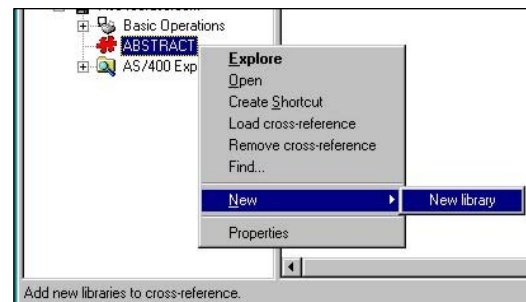 Basic Operations
ABSTRACT
AS/400 Exp
Explore
Open
Create Shortcut
Load cross-reference
Remove cross-reference
Find...
New
New library
Properties
Add new libraries to cross-reference.